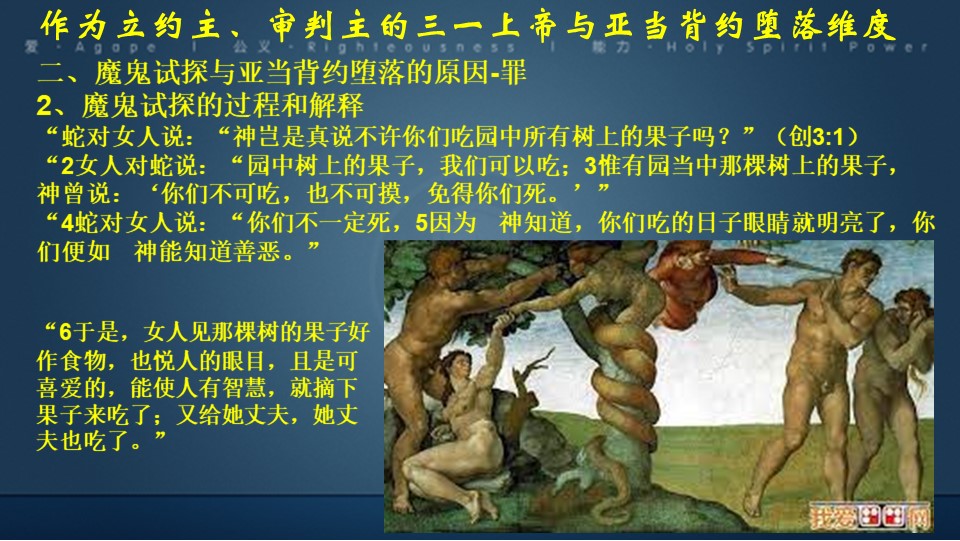 作为立约主、审判主的三一上帝与亚当背约堕落维度
爱 - Agape | 公义 - Righteousness | 能力 - Holy Spirit Power
二、魔鬼试探与亚当背约堕落的原因-罪
2、魔鬼试探的过程和解释
“蛇对女人说：“神岂是真说不许你们吃园中所有树上的果子吗？”（创3:1）
“2女人对蛇说：“园中树上的果子，我们可以吃；3惟有园当中那棵树上的果子，
神曾说：‘你们不可吃，也不可摸，免得你们死。’”
“4蛇对女人说：“你们不一定死，5因为　神知道，你们吃的日子眼睛就明亮了，你
们便如　神能知道善恶。”
“6于是，女人见那棵树的果子好
作食物，也悦人的眼目，且是可
喜爱的，能使人有智慧，就摘下
果子来吃了；又给她丈夫，她丈
夫也吃了。”
我爱 网